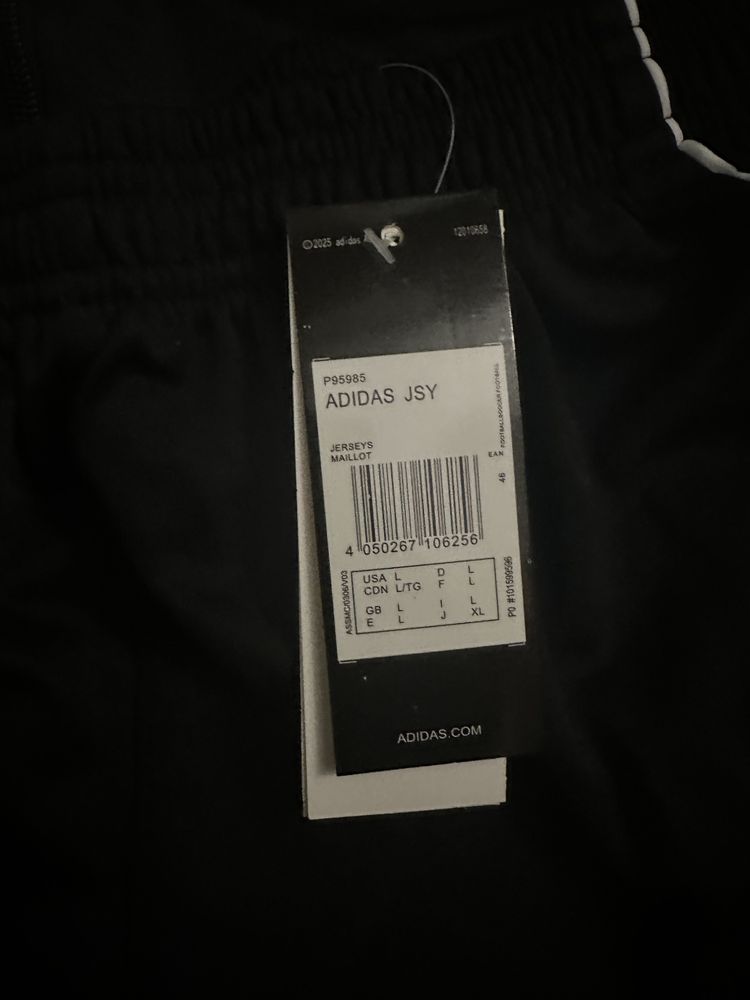 ©2025 adidas
12010658
P95985
ADIDAS JSY
JERSEYS
MAILLOT
EAN
46
4 050267 106256
USA L D L
CDN L/TG F L
GB L I L
E L J XL
PO #101599596
ADIDAS.COM